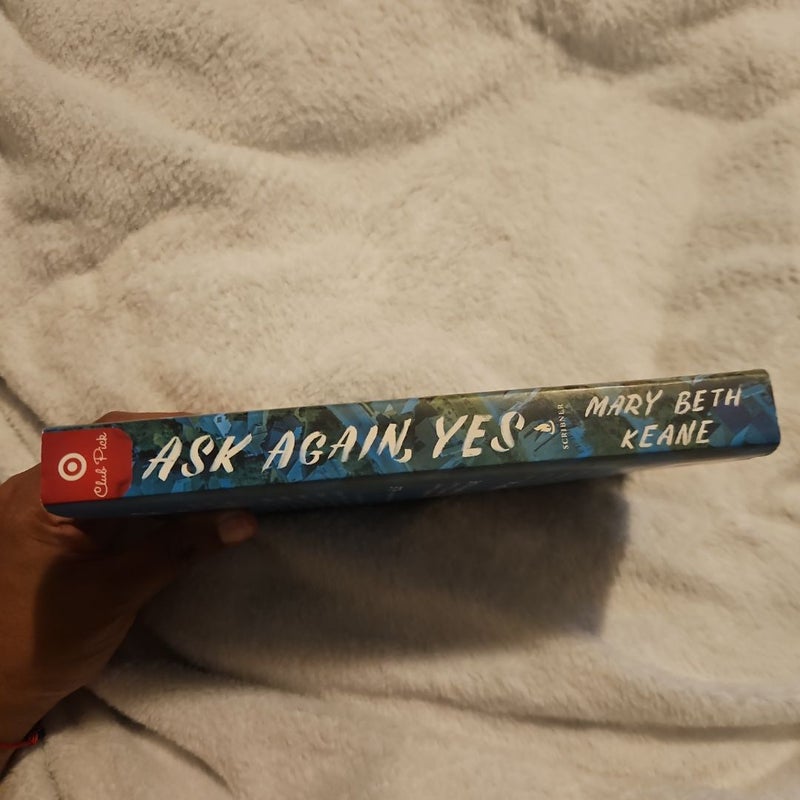 Club Pick
ASK AGAIN, YES
SCRIBNER
MARY BETH
KEANE